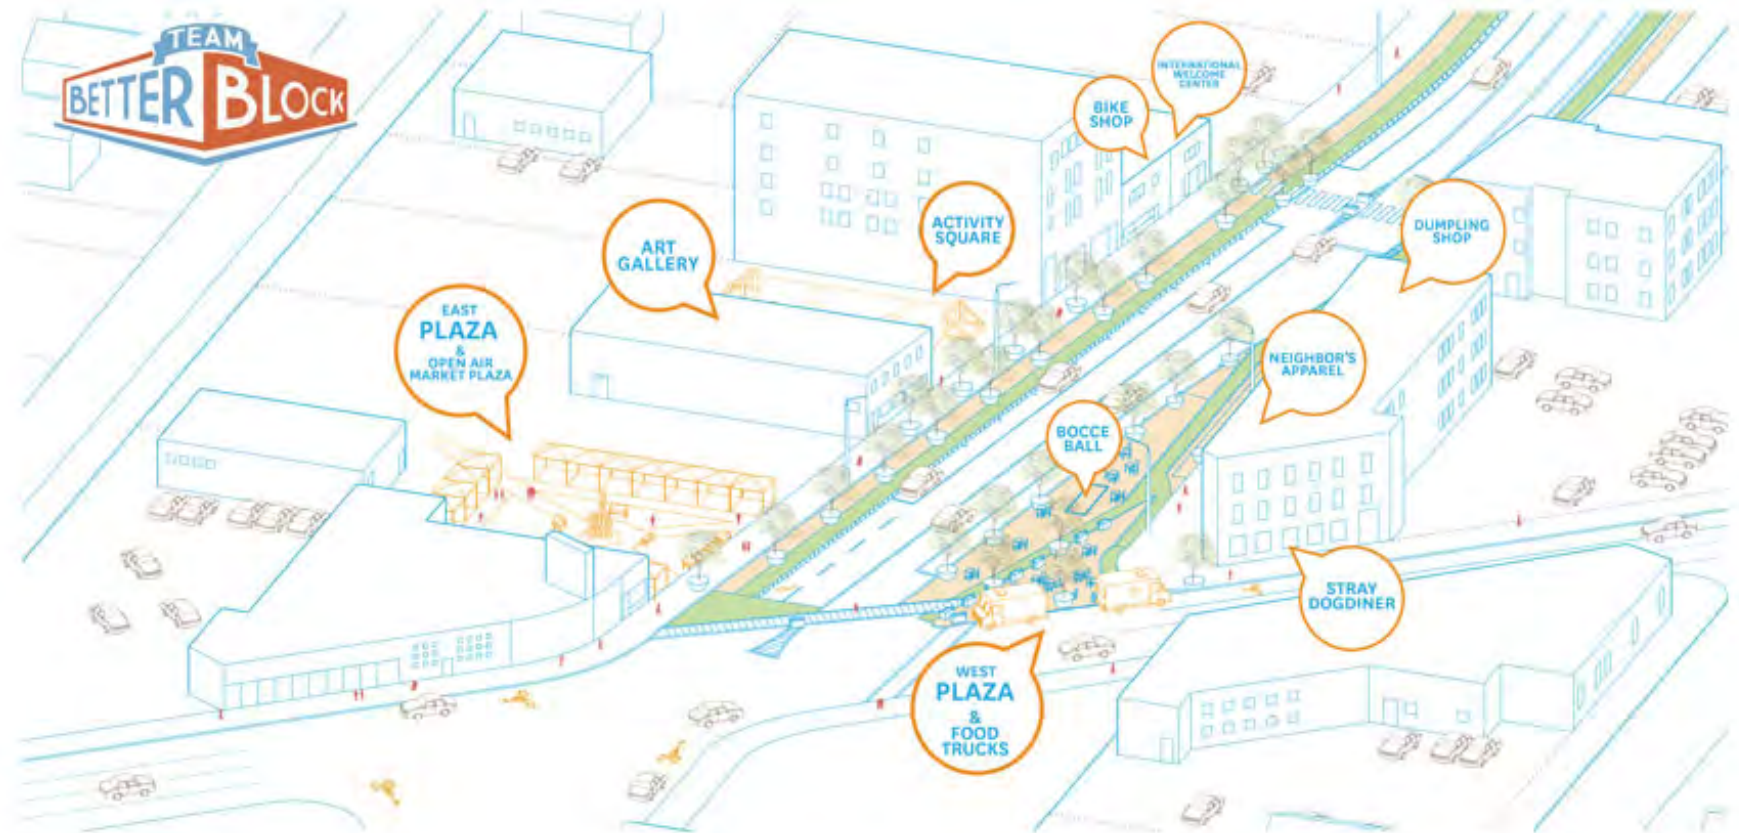 TEAM
BETTER BLOCK
INTERNATIONAL
WELCOME
CENTER
BIKE
SHOP
ACTIVITY
SQUARE
DUMPLING
SHOP
ART
GALLERY
EAST
PLAZA
&
OPEN AIR
MARKET PLAZA
NEIGHBOR'S
APPAREL
BOCCE
BALL
STRAY
DOGDINER
WEST
PLAZA
&
FOOD
TRUCKS